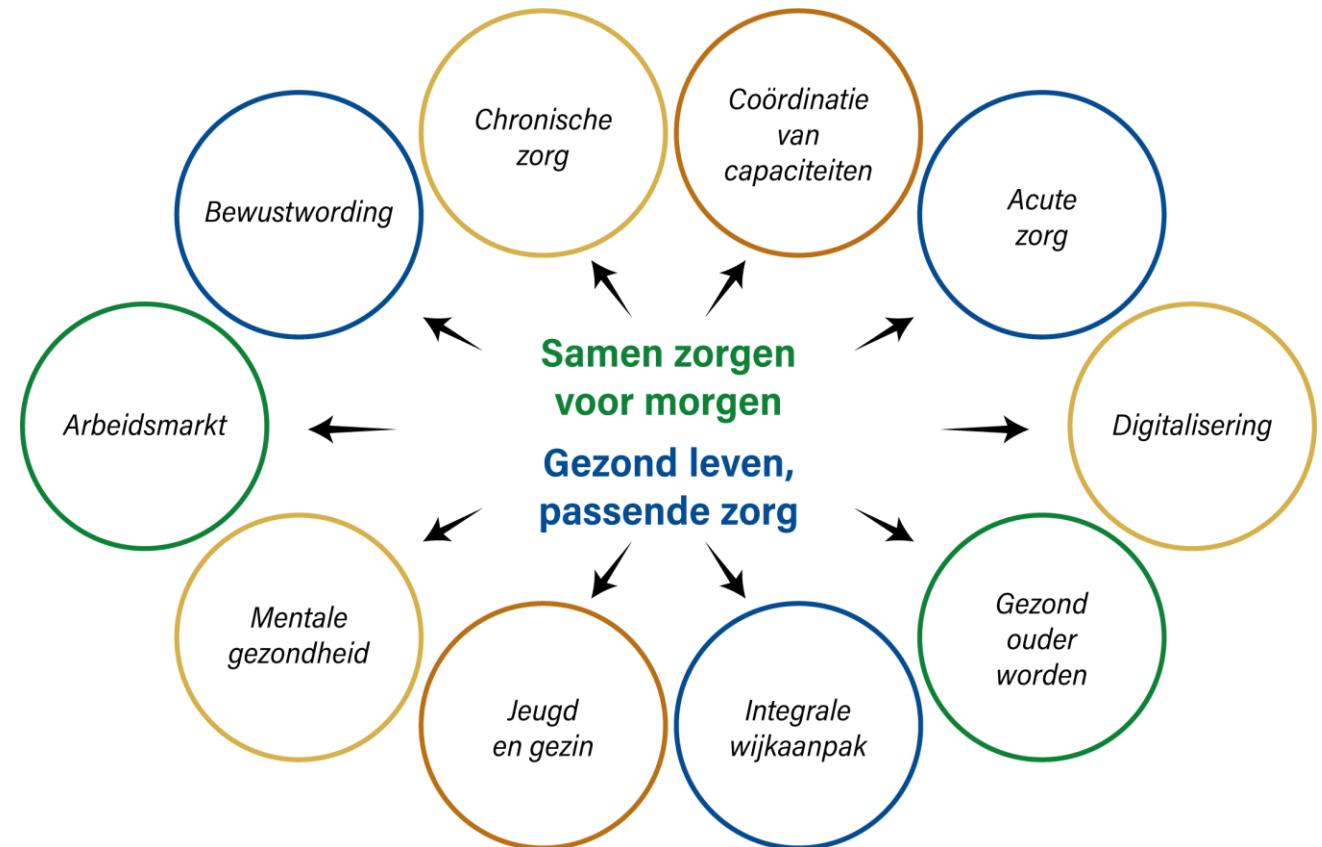 Chronische
zorg
Coördinatie
van
capaciteiten
Bewustwording
Acute
zorg
Samen zorgen
voor morgen
Arbeidsmarkt
Digitalisering
Gezond leven,
passende zorg
Mentale
gezondheid
Gezond
ouder
worden
Jeugd
en gezin
Integrale
wijkaanpak